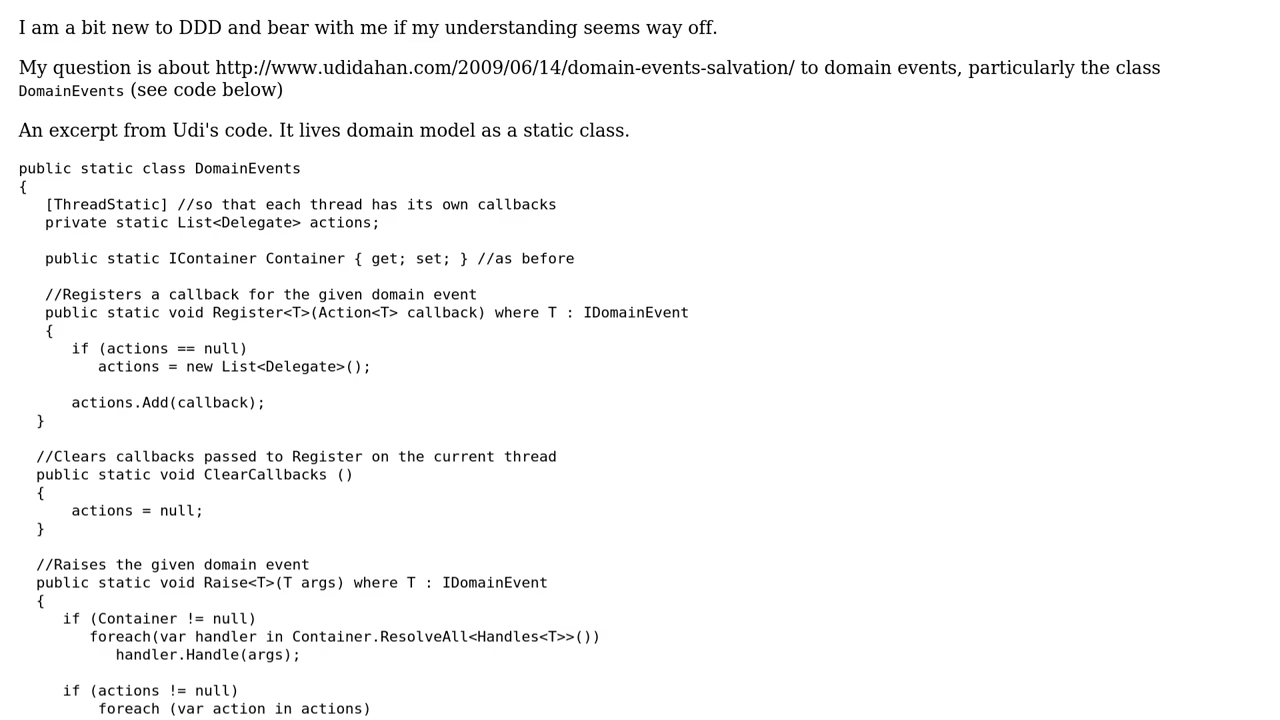 I am a bit new to DDD and bear with me if my understanding seems way off.
My question is about http://www.udidahan.com/2009/06/14/domain-events-salvation/ to domain events, particularly the class
DomainEvents (see code below)
An excerpt from Udi's code. It lives domain model as a static class.
public static class DomainEvents
{
   [ThreadStatic] //so that each thread has its own callbacks
   private static List<Delegate> actions;

   public static IContainer Container { get; set; } //as before

   //Registers a callback for the given domain event
   public static void Register<T>(Action<T> callback) where T : IDomainEvent
   {
      if (actions == null)
         actions = new List<Delegate>();

      actions.Add(callback);
  }

  //Clears callbacks passed to Register on the current thread
  public static void ClearCallbacks ()
  {
      actions = null;
  }

  //Raises the given domain event
  public static void Raise<T>(T args) where T : IDomainEvent
  {
     if (Container != null)
        foreach(var handler in Container.ResolveAll<Handles<T>>())
           handler.Handle(args);

     if (actions != null)
         foreach (var action in actions)